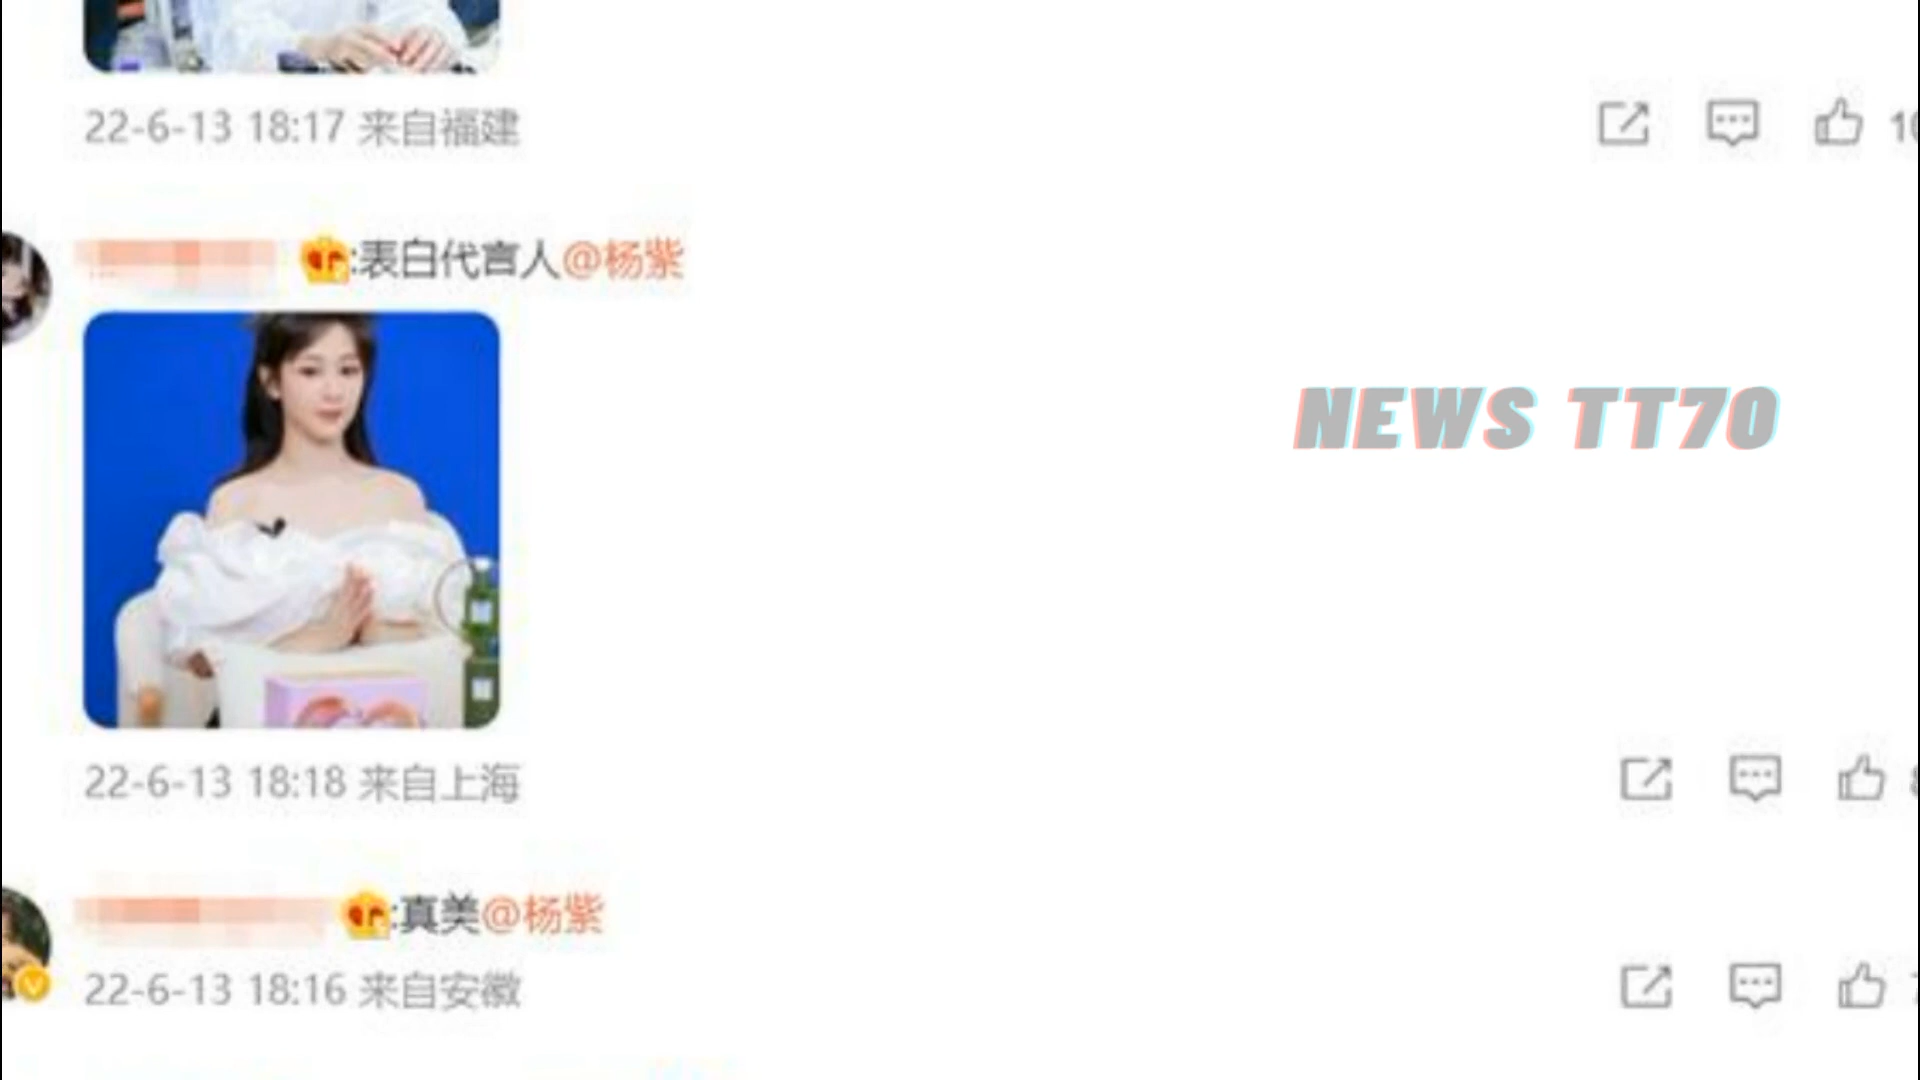 22-6-13 18:17 来自福建
10
:表白代言人@杨紫
NEWS TT70
22-6-13 18:18 来自上海
:真美@杨紫
22-6-13 18:16 来自安徽